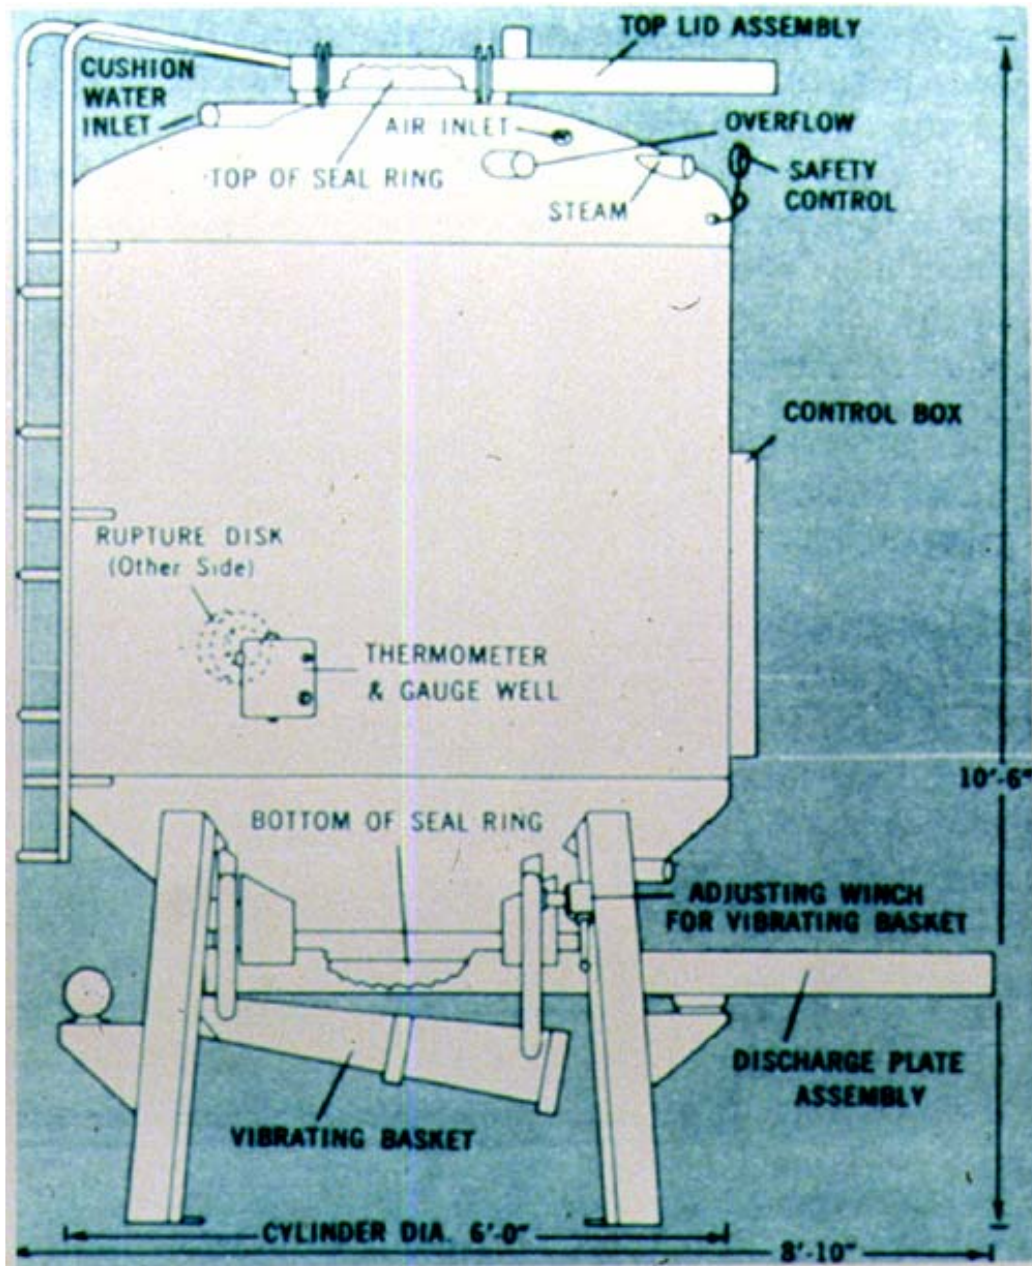 TOP LID ASSEMBLY
CUSHION
WATER
INLET
AIR INLET
OVERFLOW
TOP OF SEAL RING
SAFETY
CONTROL
STEAM
CONTROL BOX
RUPTURE DISK
(Other Side)
THERMOMETER
& GAUGE WELL
10'-6"
BOTTOM OF SEAL RING
ADJUSTING WINCH
FOR VIBRATING BASKET
DISCHARGE PLATE
ASSEMBLY
VIBRATING BASKET
CYLINDER DIA. 6'-0"
8'-10"